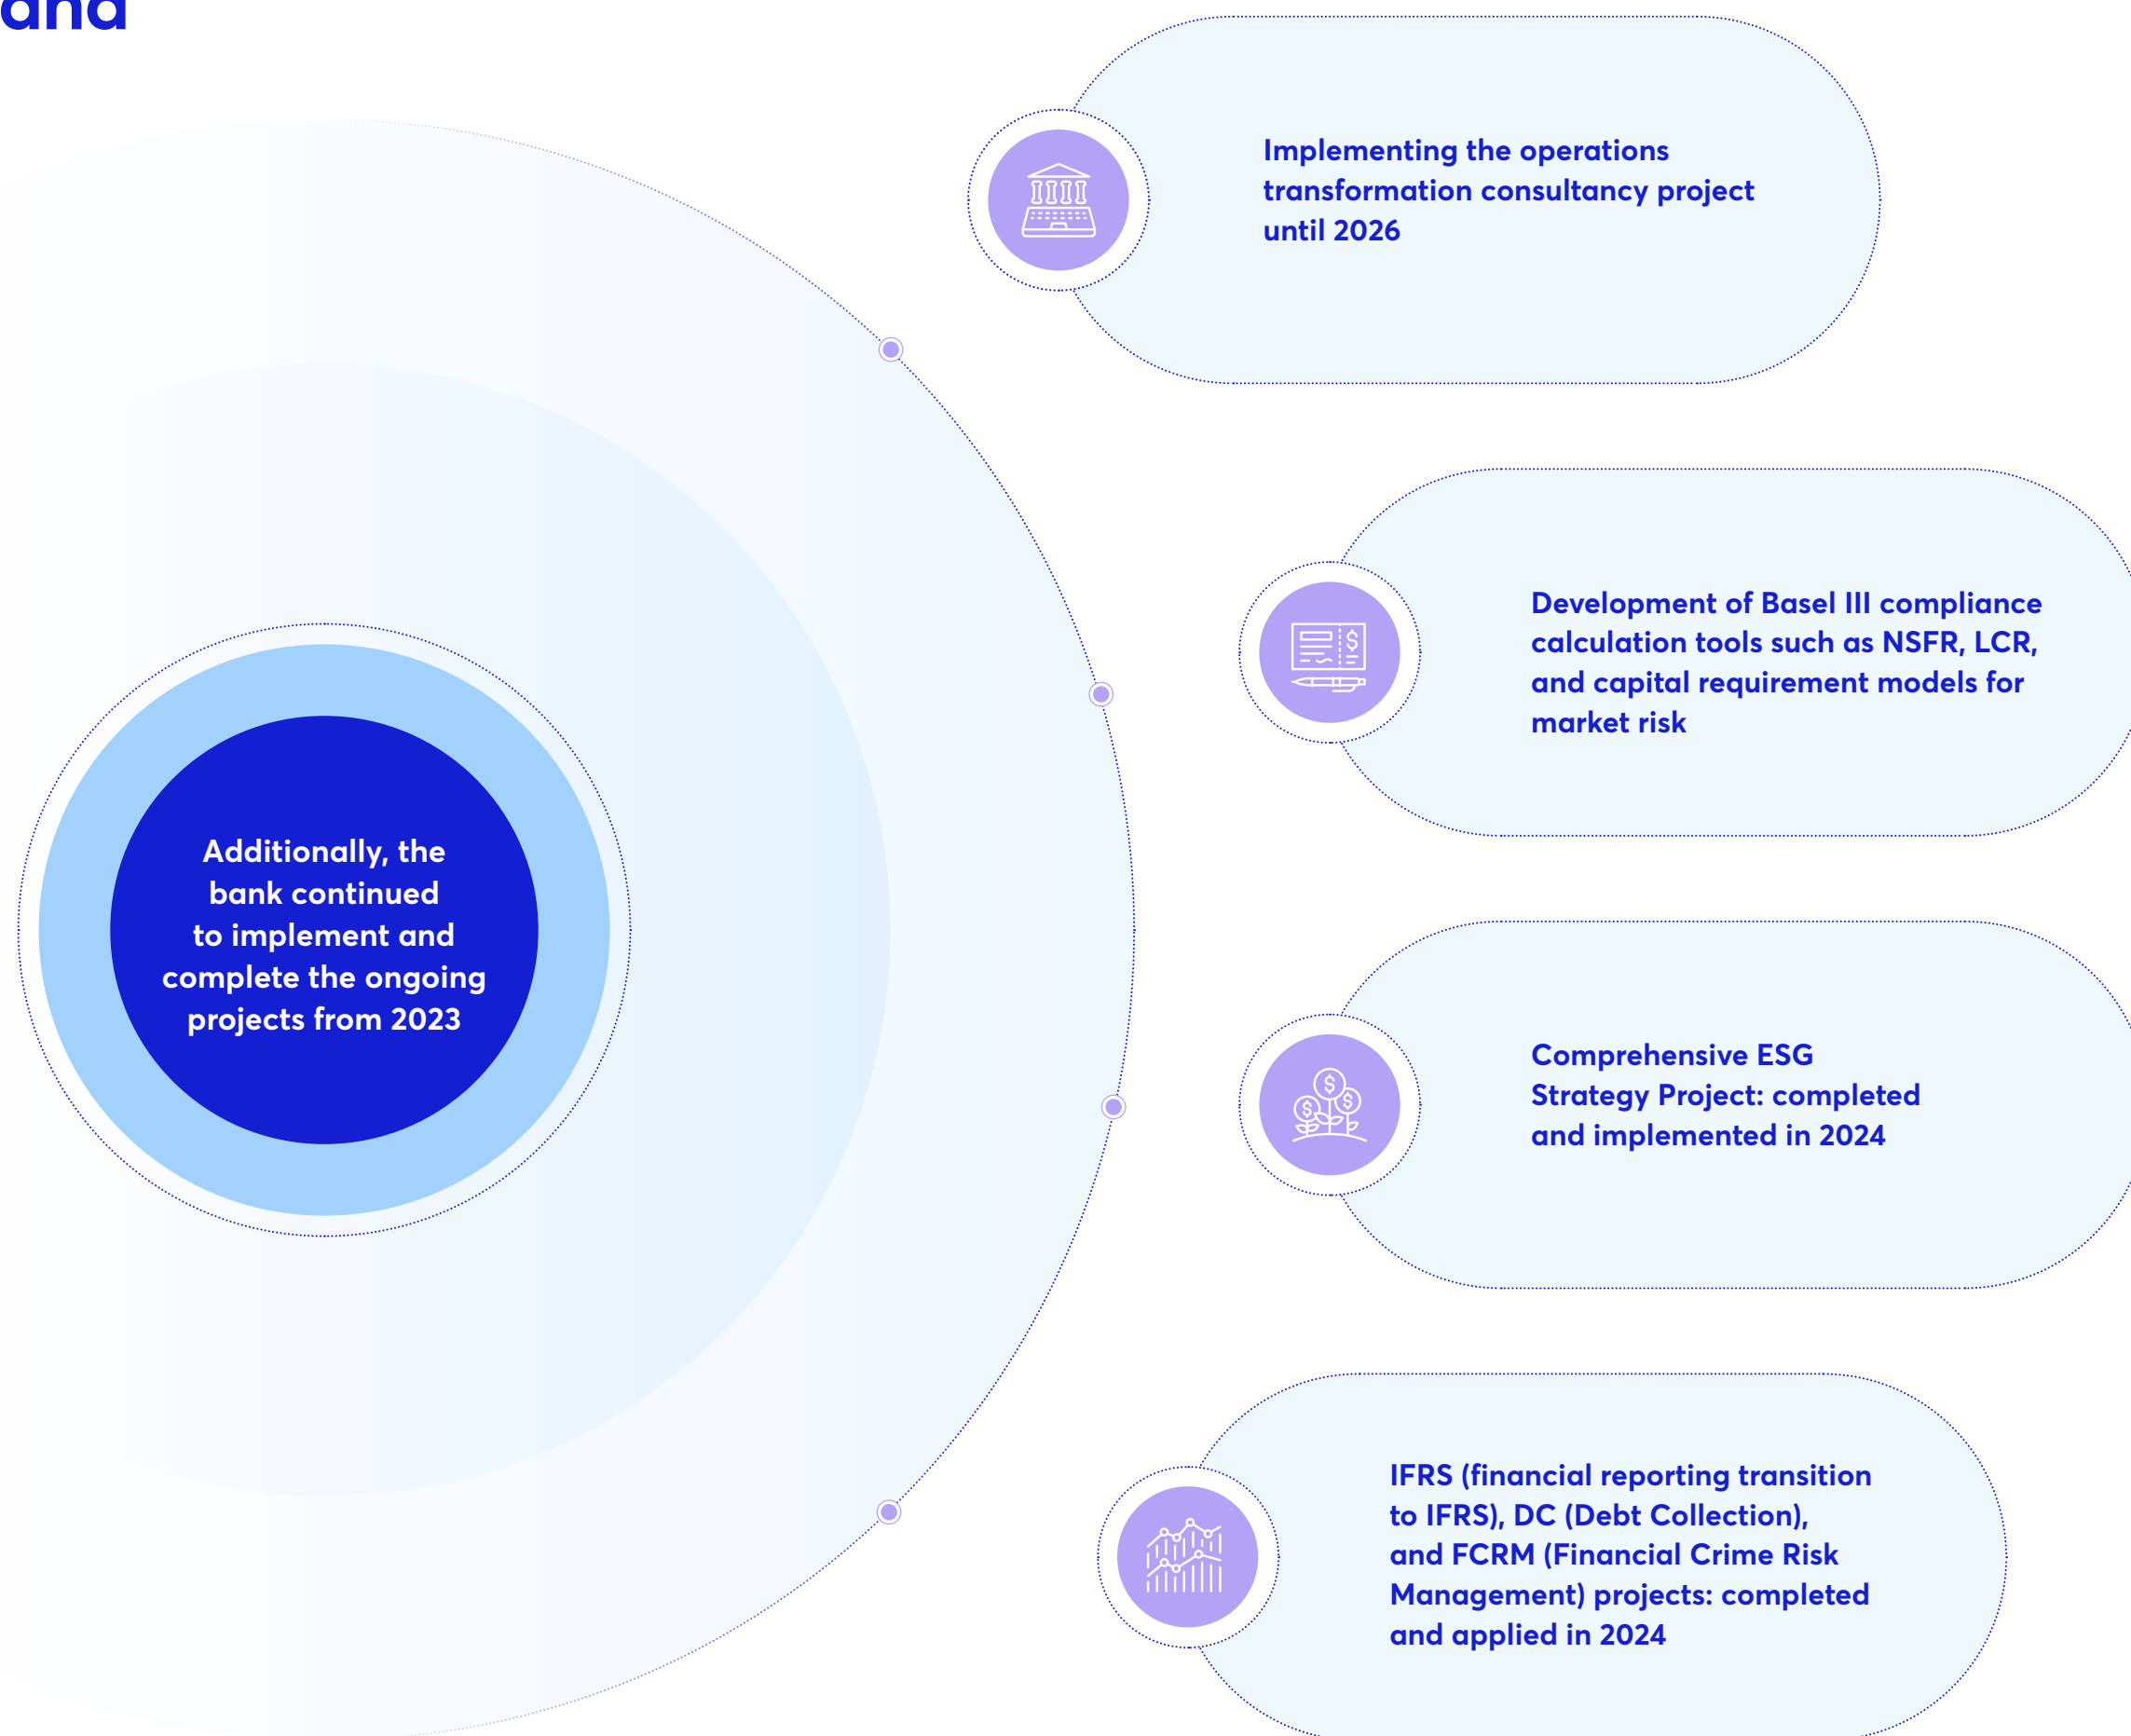 and
Implementing the operations
transformation consultancy project
until 2026
Development of Basel III compliance
calculation tools such as NSFR, LCR,
and capital requirement models for
market risk
Additionally, the
bank continued
to implement and
complete the ongoing
projects from 2023
Comprehensive ESG
Strategy Project: completed
and implemented in 2024
IFRS (financial reporting transition
to IFRS), DC (Debt Collection),
and FCRM (Financial Crime Risk
Management) projects: completed
and applied in 2024